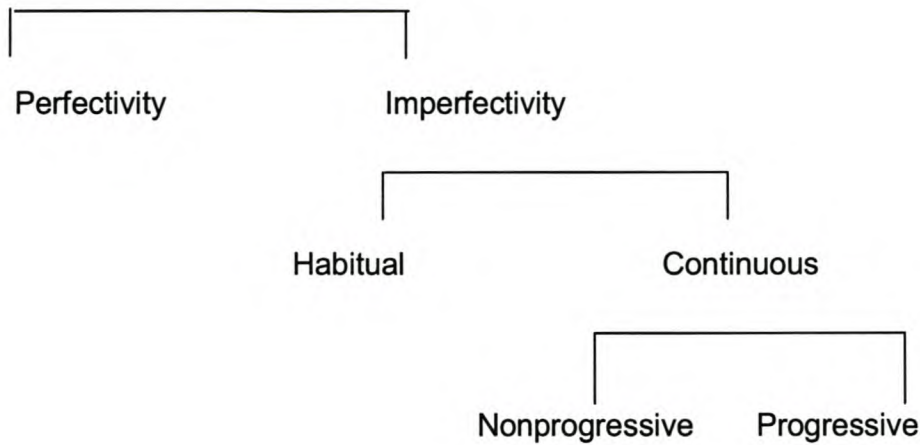 Perfectivity Imperfectivity
Habitual Continuous
Nonprogressive Progressive